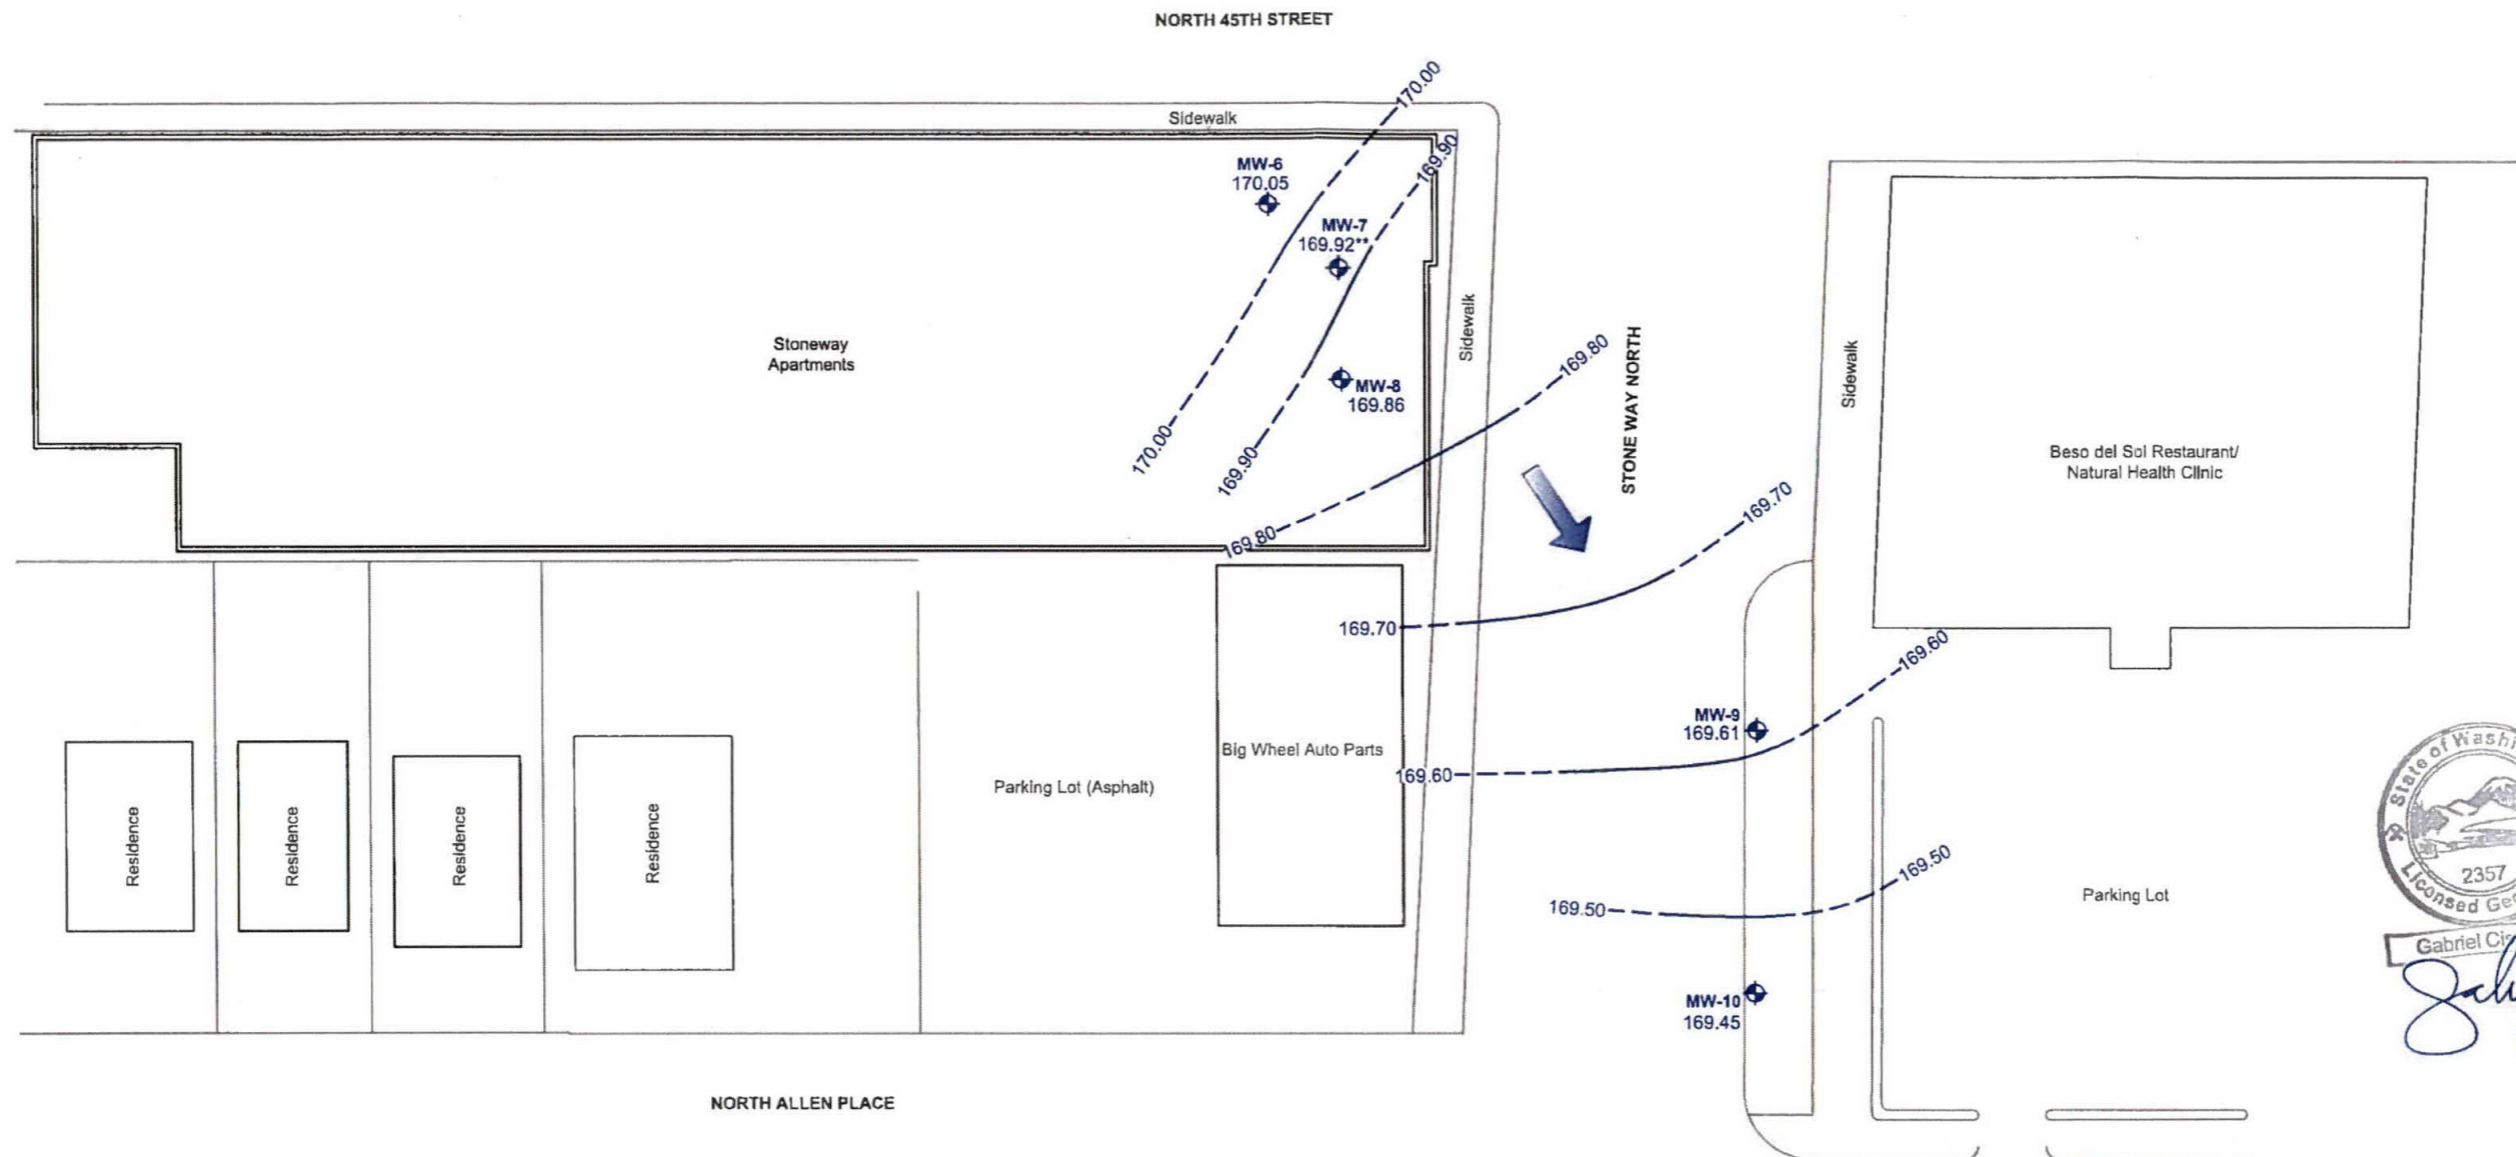 NORTH 45TH STREET
170.00
Sidewalk
169.90
MW-6
170.05
MW-7
169.92**
Sidewalk
STONE WAY NORTH
Sidewalk
169.80
Stoneway
Apartments
MW-8
169.86
170.00
169.90
Beso del Sol Restaurant/
Natural Health Clinic
169.70
169.80
169.70
169.60
MW-9
169.61
Big Wheel Auto Parts
169.60
Parking Lot (Asphalt)
Residence
Residence
Residence
Residence
169.50
169.50
Parking Lot
State of
2357
Gabriel
MW-10
169.45
NORTH ALLEN PLACE